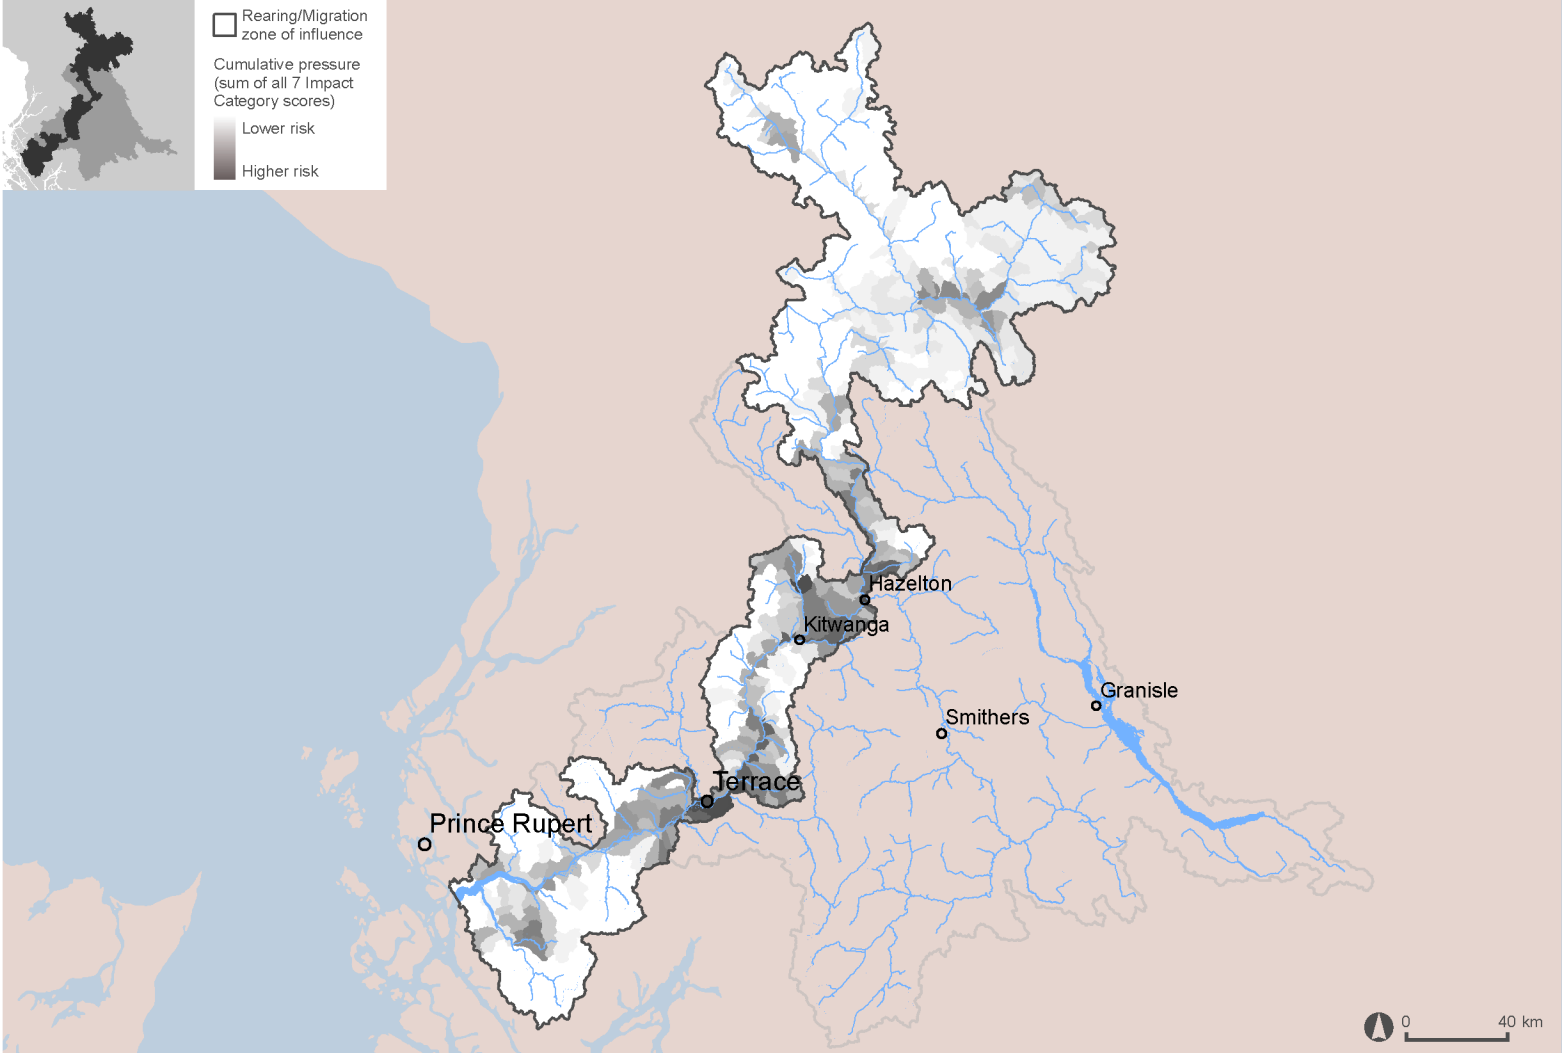 Rearing/Migration
zone of influence
Cumulative pressure
(sum of all 7 Impact
Category scores)
Lower risk
Higher risk
Hazelton
Kitwanga
Granisle
Smithers
Terrace
Prince Rupert
0 40 km